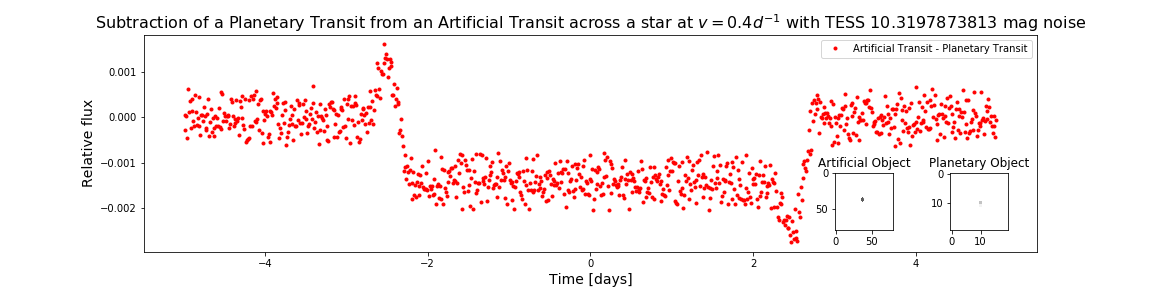 Subtraction of a Planetary Transit from an Artificial Transit across a star at v = 0.4d⁻¹ with TESS 10.3197873813 mag noise
Artificial Transit - Planetary Transit
Relative flux
0.001
0.000
−0.001
−0.002
Artificial Object
0
50
0 50
Planetary Object
0
10
0 10
−4 −2 0 2 4
Time [days]